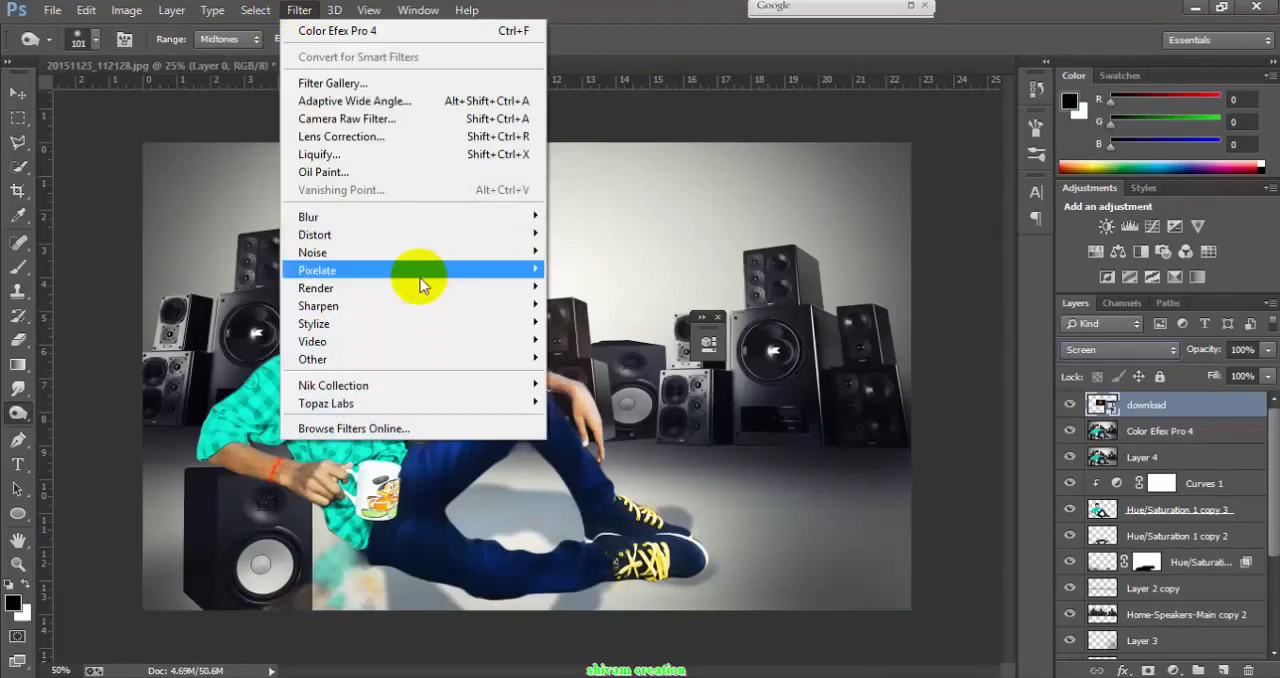 Ps File Edit Image Layer Type Select Filter 3D View Window Help
Google
101 Range: Midtones
Essentials
20151123_112128.jpg @ 25% (Layer 0, RGB/8) *
Color Efex Pro 4 Ctrl+F
Convert for Smart Filters
Filter Gallery...
Adaptive Wide Angle... Alt+Shift+Ctrl+A
Camera Raw Filter... Shift+Ctrl+A
Lens Correction... Shift+Ctrl+R
Liquify... Shift+Ctrl+X
Oil Paint...
Vanishing Point... Alt+Ctrl+V
Blur
Distort
Noise
Pixelate
Render
Sharpen
Stylize
Video
Other
Nik Collection
Topaz Labs
Browse Filters Online...
Color Swatches
R 0
G 0
B 0
Adjustments Styles
Add an adjustment
Layers Channels Paths
Kind
Screen Opacity: 100%
Lock: Fill: 100%
download
Color Efex Pro 4
Layer 4
Curves 1
Hue/Saturation 1 copy 3
Hue/Saturation 1 copy 2
Hue/Saturati...
Layer 2 copy
Home-Speakers-Main copy 2
Layer 3
50% Doc: 4.69M/50.6M
shivam creation